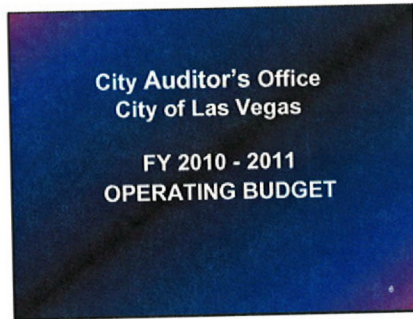 City Auditor's Office
City of Las Vegas
FY 2010 - 2011
OPERATING BUDGET